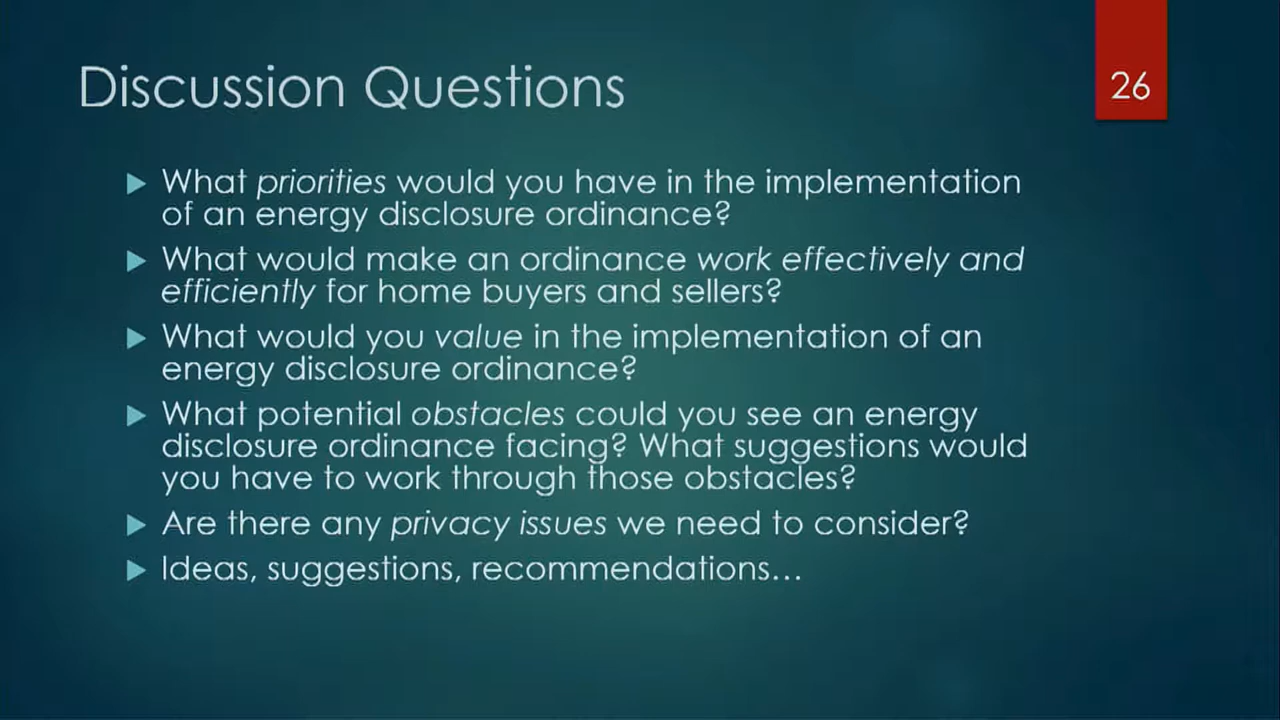 Discussion Questions
26
What priorities would you have in the implementation
of an energy disclosure ordinance?
What would make an ordinance work effectively and
efficiently for home buyers and sellers?
What would you value in the implementation of an
energy disclosure ordinance?
What potential obstacles could you see an energy
disclosure ordinance facing? What suggestions would
you have to work through those obstacles?
Are there any privacy issues we need to consider?
Ideas, suggestions, recommendations…